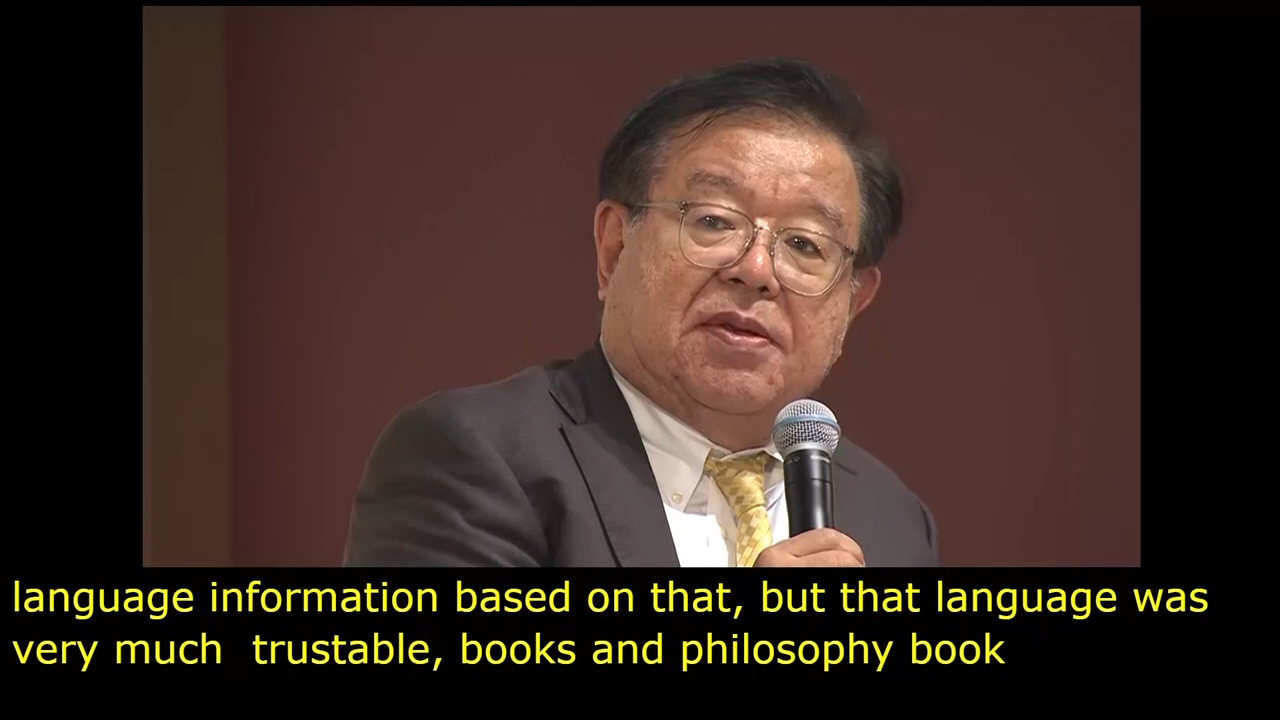 language information based on that, but that language was
very much  trustable, books and philosophy book